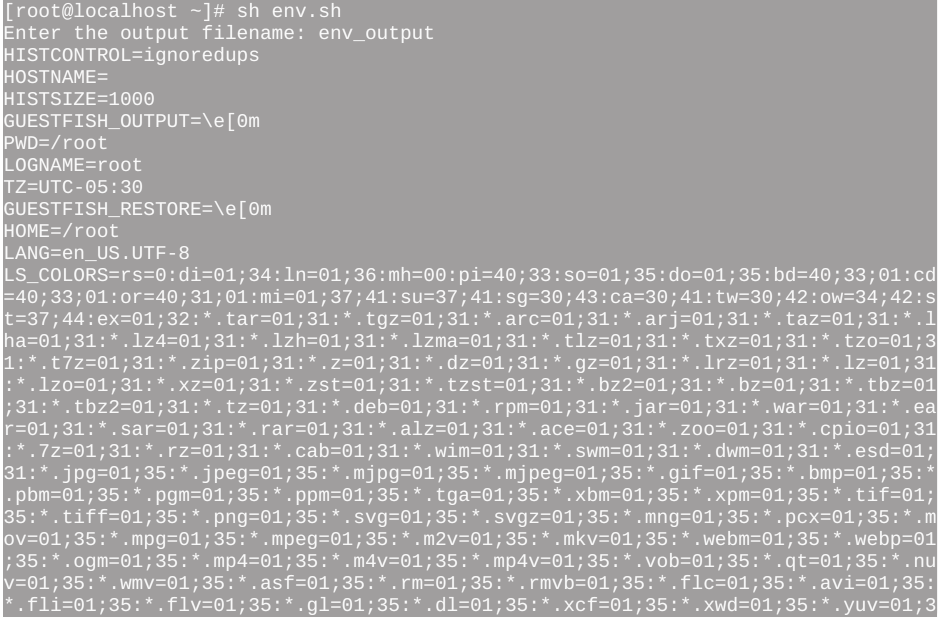 [root@localhost ~]# sh env.sh
Enter the output filename: env_output
HISTCONTROL=ignoredups
HOSTNAME=
HISTSIZE=1000
GUESTFISH_OUTPUT=\e[0m
PWD=/root
LOGNAME=root
TZ=UTC-05:30
GUESTFISH_RESTORE=\e[0m
HOME=/root
LANG=en_US.UTF-8
LS_COLORS=rs=0:di=01;34:ln=01;36:mh=00:pi=40;33:so=01;35:do=01;35:bd=40;33;01:cd
=40;33;01:or=40;31;01:mi=01;37;41:su=37;41:sg=30;43:ca=30;41:tw=30;42:ow=34;42:s
t=37;44:ex=01;32:*.tar=01;31:*.tgz=01;31:*.arc=01;31:*.arj=01;31:*.taz=01;31:*.l
ha=01;31:*.lz4=01;31:*.lzh=01;31:*.lzma=01;31:*.tlz=01;31:*.txz=01;31:*.tzo=01;3
1:*.t7z=01;31:*.zip=01;31:*.z=01;31:*.dz=01;31:*.gz=01;31:*.lrz=01;31:*.lz=01;31
:*.lzo=01;31:*.xz=01;31:*.zst=01;31:*.tzst=01;31:*.bz2=01;31:*.bz=01;31:*.tbz=01
;31:*.tbz2=01;31:*.tz=01;31:*.deb=01;31:*.rpm=01;31:*.jar=01;31:*.war=01;31:*.ea
r=01;31:*.sar=01;31:*.rar=01;31:*.alz=01;31:*.ace=01;31:*.zoo=01;31:*.cpio=01;31
:*.7z=01;31:*.rz=01;31:*.cab=01;31:*.wim=01;31:*.swm=01;31:*.dwm=01;31:*.esd=01;
31:*.jpg=01;35:*.jpeg=01;35:*.mjpg=01;35:*.mjpeg=01;35:*.gif=01;35:*.bmp=01;35:*
.pbm=01;35:*.pgm=01;35:*.ppm=01;35:*.tga=01;35:*.xbm=01;35:*.xpm=01;35:*.tif=01;
35:*.tiff=01;35:*.png=01;35:*.svg=01;35:*.svgz=01;35:*.mng=01;35:*.pcx=01;35:*.m
ov=01;35:*.mpg=01;35:*.mpeg=01;35:*.m2v=01;35:*.mkv=01;35:*.webm=01;35:*.webp=01
;35:*.ogm=01;35:*.mp4=01;35:*.m4v=01;35:*.mp4v=01;35:*.vob=01;35:*.qt=01;35:*.nu
v=01;35:*.wmv=01;35:*.asf=01;35:*.rm=01;35:*.rmvb=01;35:*.flc=01;35:*.avi=01;35:
*.fli=01;35:*.flv=01;35:*.gl=01;35:*.dl=01;35:*.xcf=01;35:*.xwd=01;35:*.yuv=01;3